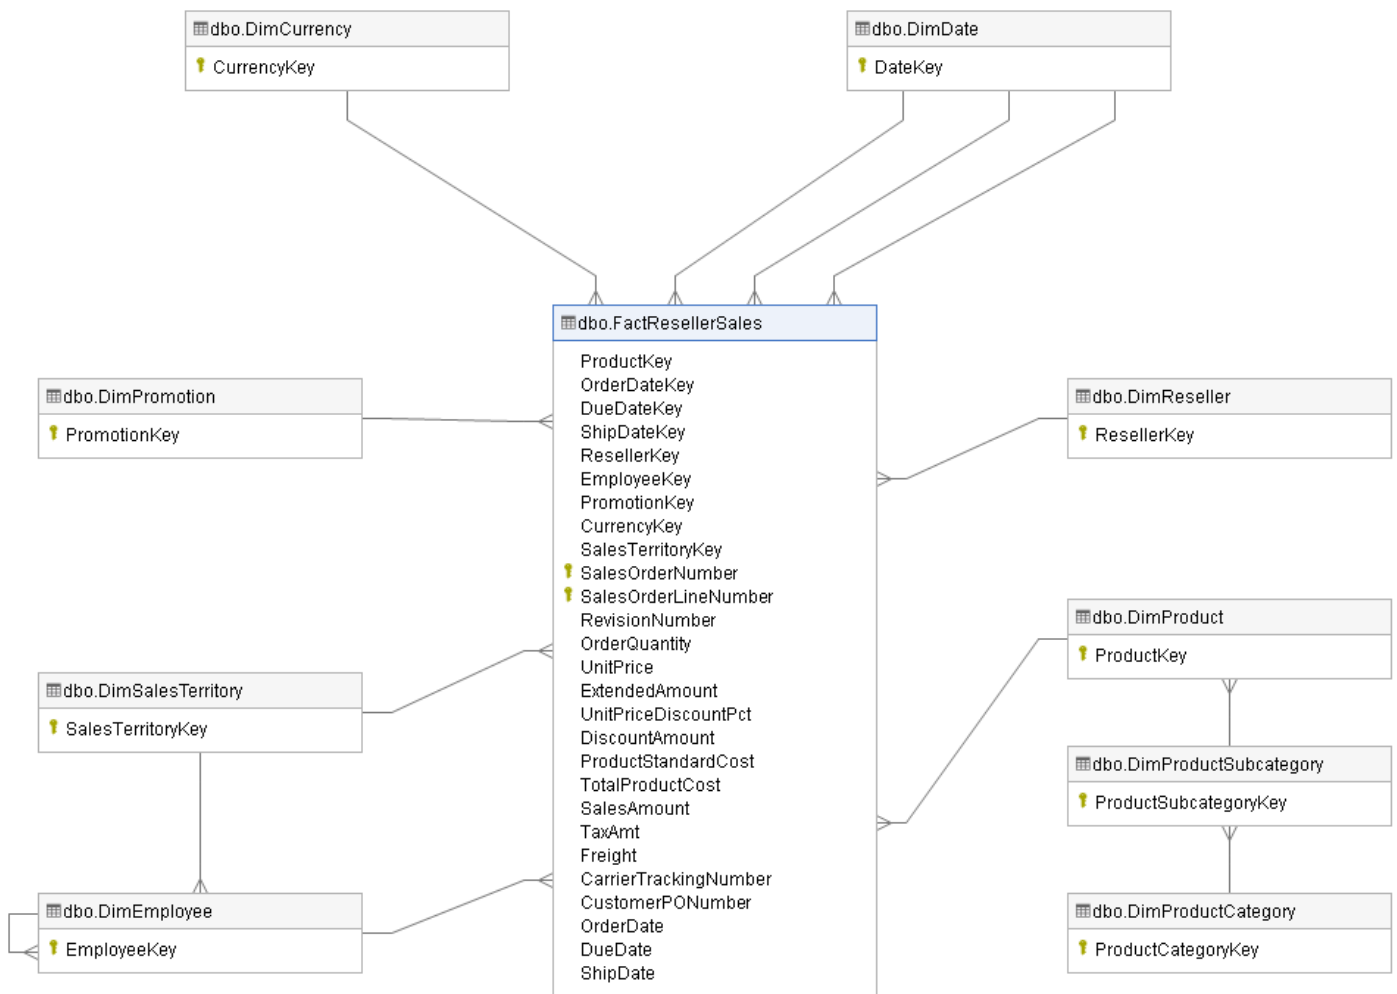 dbo.DimCurrency
CurrencyKey
dbo.DimDate
DateKey
dbo.FactResellerSales
ProductKey
OrderDateKey
DueDateKey
ShipDateKey
ResellerKey
EmployeeKey
PromotionKey
CurrencyKey
SalesTerritoryKey
SalesOrderNumber
SalesOrderLineNumber
RevisionNumber
OrderQuantity
UnitPrice
ExtendedAmount
UnitPriceDiscountPct
DiscountAmount
ProductStandardCost
TotalProductCost
SalesAmount
TaxAmt
Freight
CarrierTrackingNumber
CustomerPONumber
OrderDate
DueDate
ShipDate
dbo.DimPromotion
PromotionKey
dbo.DimReseller
ResellerKey
dbo.DimSalesTerritory
SalesTerritoryKey
dbo.DimProduct
ProductKey
dbo.DimProductSubcategory
ProductSubcategoryKey
dbo.DimEmployee
EmployeeKey
dbo.DimProductCategory
ProductCategoryKey